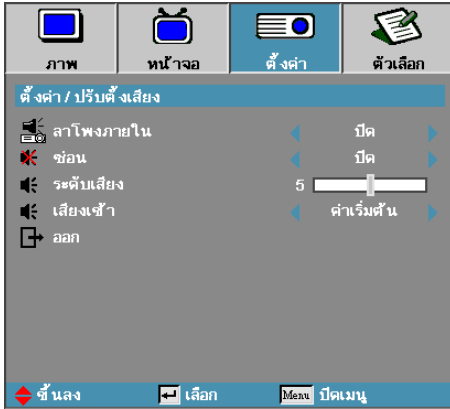 ภาพ หน้าจอ ตั้งค่า ตัวเลือก
ตั้งค่า / ปรับตั้งเสียง
ลำโพงภายใน ปิด
ซ่อน ปิด
ระดับเสียง 5
เสียงเข้า ค่าเริ่มต้น
ออก
ขึ้นลง เลือก Menu ปิดเมนู